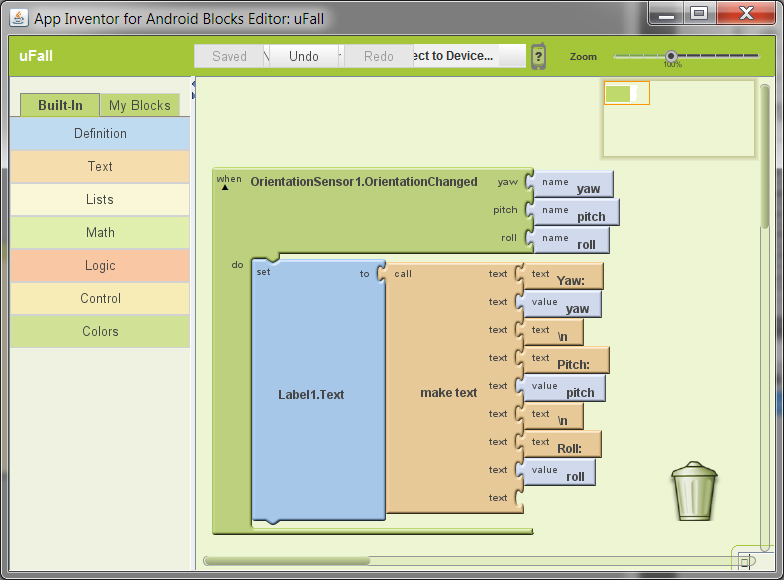 App Inventor for Android Blocks Editor: uFall
uFall
Saved Undo Redo ect to Device... ? Zoom
100%
Built-In My Blocks
Definition
Text
Lists
Math
Logic
Control
Colors
when OrientationSensor1.OrientationChanged yaw name yaw
pitch name pitch
roll name roll
do
set Label1.Text to call make text
text text Yaw:
text value yaw
text text \n
text text Pitch:
text value pitch
text text \n
text text Roll:
text value roll
text